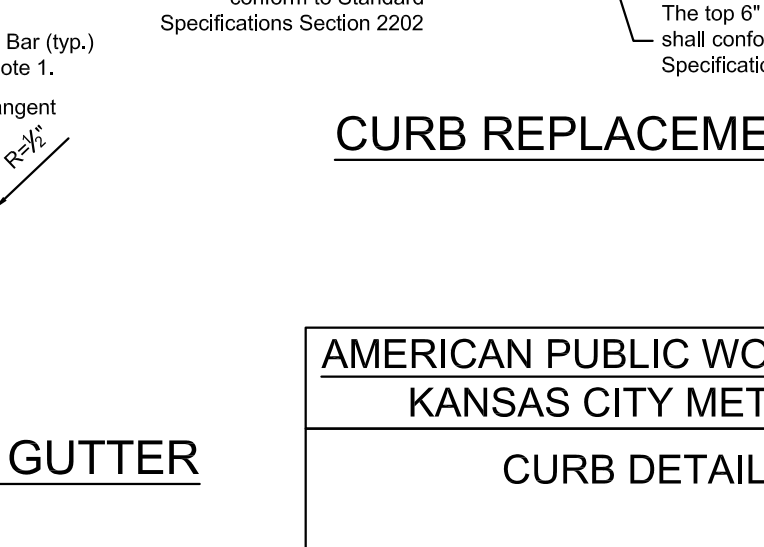 conform to Standard
Specifications Section 2202
Bar (typ.)
ote 1.
angent
R=½"
The top 6"
shall confo
Specificatio
CURB REPLACEME
AMERICAN PUBLIC WO
KANSAS CITY MET
GUTTER
CURB DETAIL